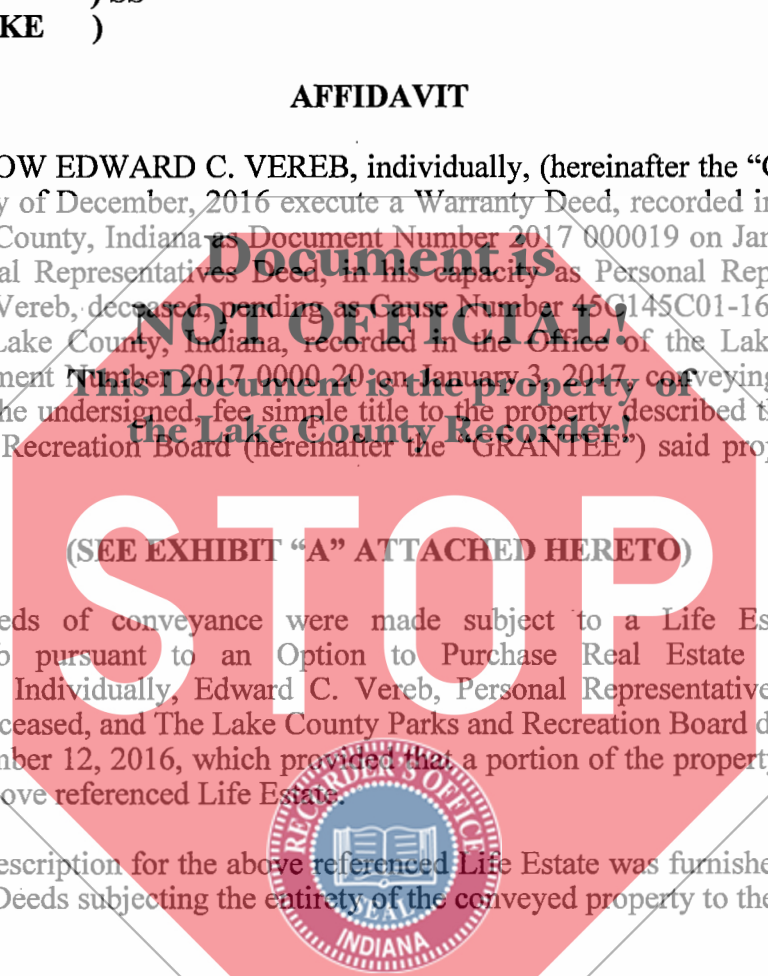 ) SS
KE )
AFFIDAVIT
OW EDWARD C. VEREB, individually, (hereinafter the “G
y of December, 2016 execute a Warranty Deed, recorded in
County, Indiana as Document Number 2017 000019 on Jan
al Representatives Deed, in his capacity as Personal Rep
Vereb, deceased, pending as Cause Number 45C145C01-16
Lake County, Indiana, recorded in the Office of the Lak
ment Number 2017 0000 20 on January 3, 2017, conveying
he undersigned, fee simple title to the property described t
Recreation Board (hereinafter the “GRANTEE”) said prop
Document is
NOT OFFICIAL!
This Document is the property of
the Lake County Recorder!
STOP
(SEE EXHIBIT “A” ATTACHED HERETO)
eds of conveyance were made subject to a Life Es
pursuant to an Option to Purchase Real Estate
Individually, Edward C. Vereb, Personal Representative
ceased, and The Lake County Parks and Recreation Board d
mber 12, 2016, which provided that a portion of the property
ove referenced Life Estate.
escription for the above referenced Life Estate was furnishe
Deeds subjecting the entirety of the conveyed property to the
RECORDER'S OFFICE
SEAL
INDIANA